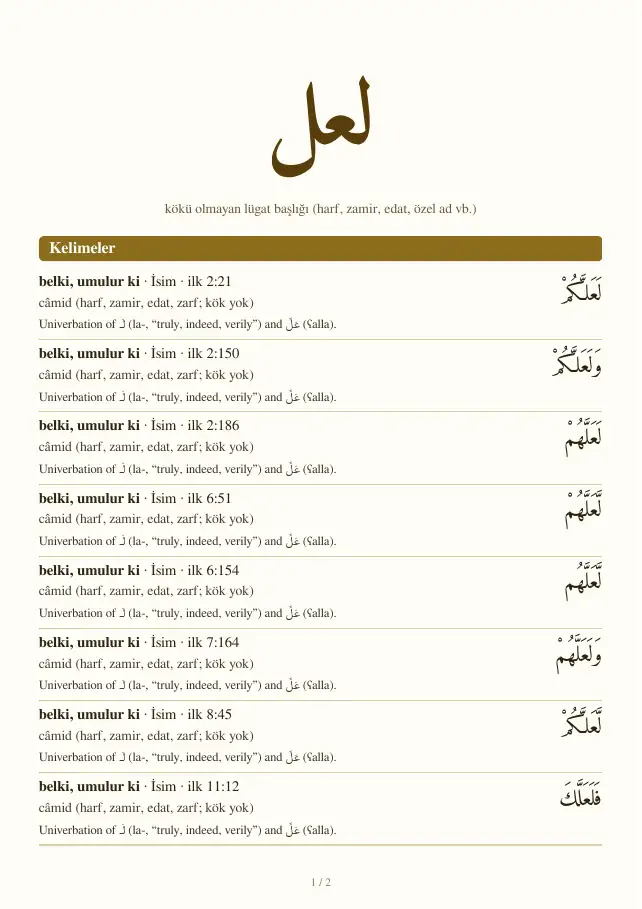 لعل
kökü olmayan lügat başlığı (harf, zamir, edat, özel ad vb.)
Kelimeler
belki, umulur ki · İsim · ilk 2:21 لَعَلَّكُمْ
câmid (harf, zamir, edat, zarf; kök yok)
Univerbation of لَـ (la-, “truly, indeed, verily”) and عَلَّ (ʕalla).
belki, umulur ki · İsim · ilk 2:150 وَلَعَلَّكُمْ
câmid (harf, zamir, edat, zarf; kök yok)
Univerbation of لَـ (la-, “truly, indeed, verily”) and عَلَّ (ʕalla).
belki, umulur ki · İsim · ilk 2:186 لَعَلَّهُمْ
câmid (harf, zamir, edat, zarf; kök yok)
Univerbation of لَـ (la-, “truly, indeed, verily”) and عَلَّ (ʕalla).
belki, umulur ki · İsim · ilk 6:51 لَّعَلَّهُمْ
câmid (harf, zamir, edat, zarf; kök yok)
Univerbation of لَـ (la-, “truly, indeed, verily”) and عَلَّ (ʕalla).
belki, umulur ki · İsim · ilk 6:154 لَّعَلَّهُم
câmid (harf, zamir, edat, zarf; kök yok)
Univerbation of لَـ (la-, “truly, indeed, verily”) and عَلَّ (ʕalla).
belki, umulur ki · İsim · ilk 7:164 وَلَعَلَّهُمْ
câmid (harf, zamir, edat, zarf; kök yok)
Univerbation of لَـ (la-, “truly, indeed, verily”) and عَلَّ (ʕalla).
belki, umulur ki · İsim · ilk 8:45 لَّعَلَّكُمْ
câmid (harf, zamir, edat, zarf; kök yok)
Univerbation of لَـ (la-, “truly, indeed, verily”) and عَلَّ (ʕalla).
belki, umulur ki · İsim · ilk 11:12 فَلَعَلَّكَ
câmid (harf, zamir, edat, zarf; kök yok)
Univerbation of لَـ (la-, “truly, indeed, verily”) and عَلَّ (ʕalla).
1 / 2